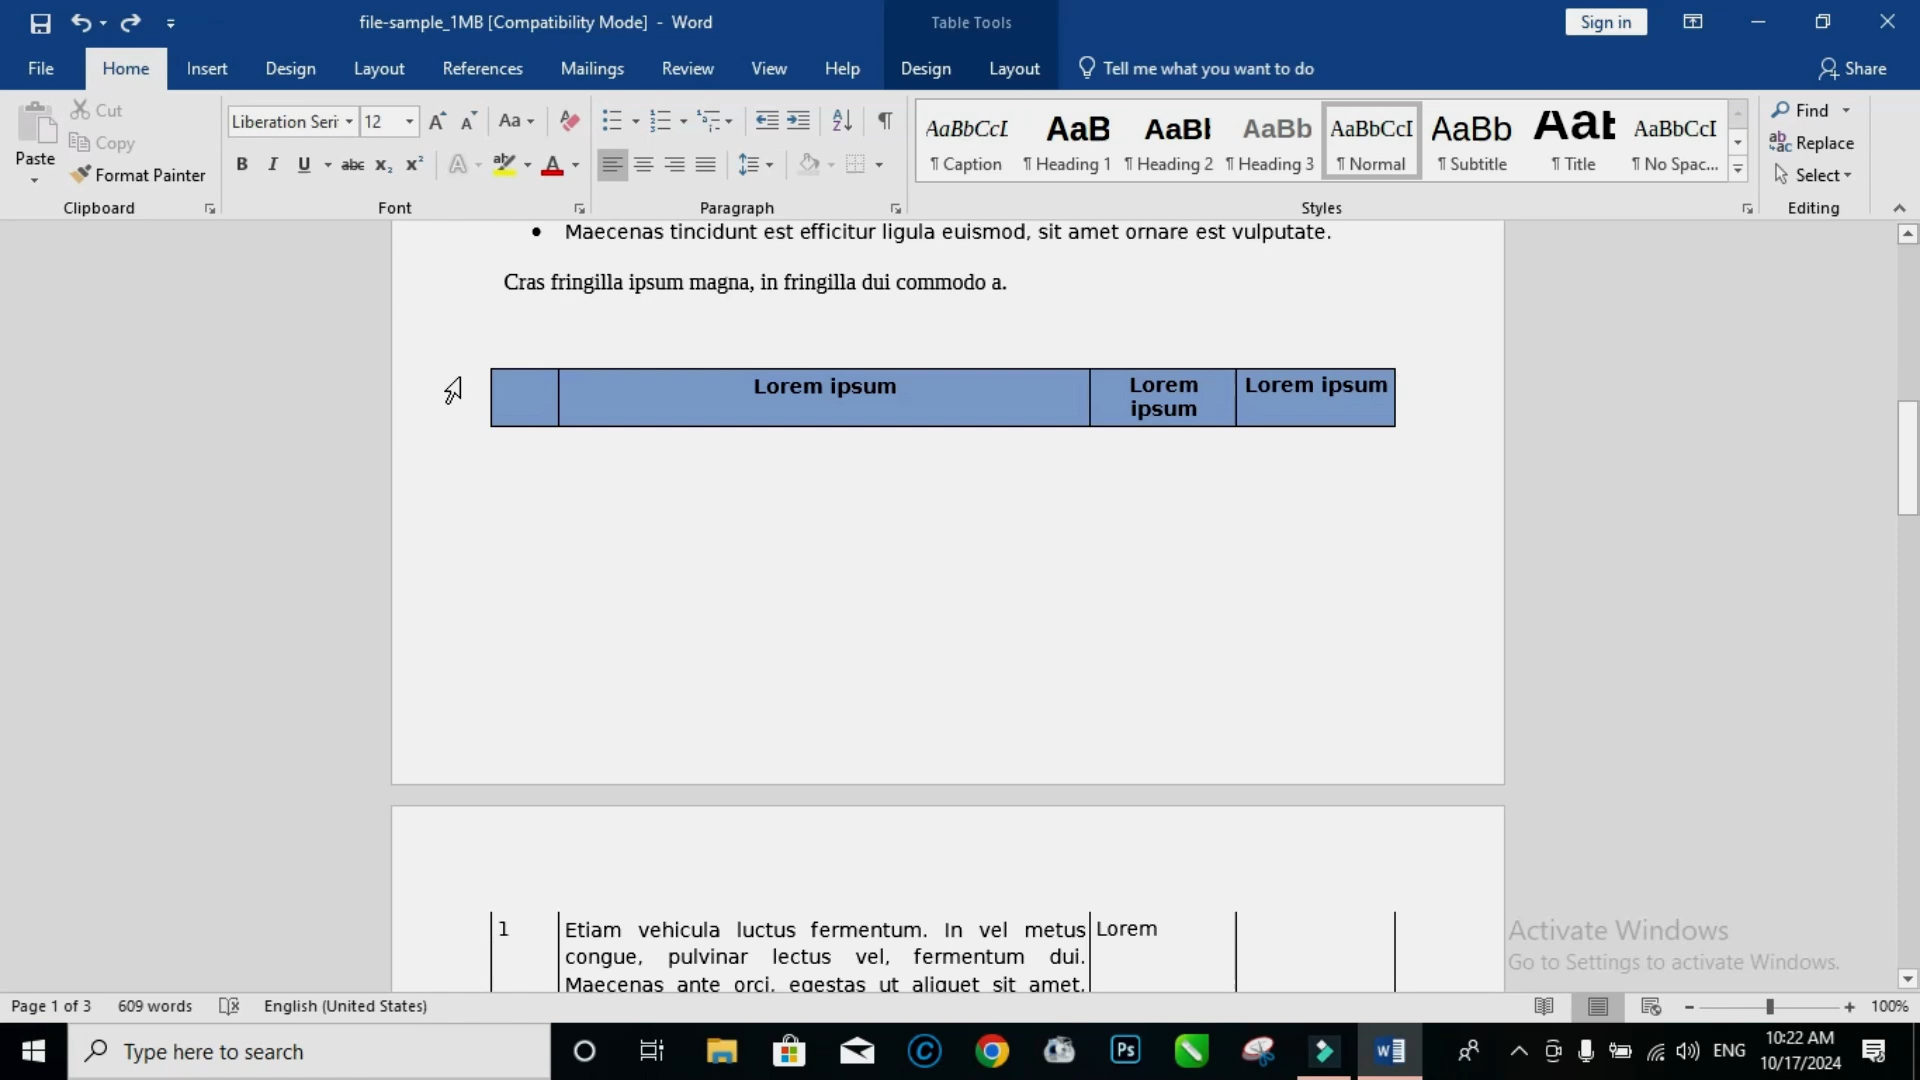 file-sample_1MB [Compatibility Mode] - Word
Table Tools
Sign in
File Home Insert Design Layout References Mailings Review View Help Design Layout Tell me what you want to do Share
Paste
Cut
Copy
Format Painter
Clipboard
Liberation Seri 12
Aa
B I U abc x₂ x²
Font
Paragraph
AaBbCcI AaB AaBl AaBb AaBbCcI AaBb Aat AaBbCcI
¶ Caption ¶ Heading 1 ¶ Heading 2 ¶ Heading 3 ¶ Normal ¶ Subtitle ¶ Title ¶ No Spac...
Styles
Find
Replace
Select
Editing
• Maecenas tincidunt est efficitur ligula euismod, sit amet ornare est vulputate.
Cras fringilla ipsum magna, in fringilla dui commodo a.
Lorem ipsum
Lorem
ipsum
Lorem ipsum
1
Etiam vehicula luctus fermentum. In vel metus
congue, pulvinar lectus vel, fermentum dui.
Maecenas ante orci, egestas ut aliquet sit amet,
Lorem
Activate Windows
Go to Settings to activate Windows.
Page 1 of 3 609 words English (United States) 100%
Type here to search
Ps
ENG
10:22 AM
10/17/2024